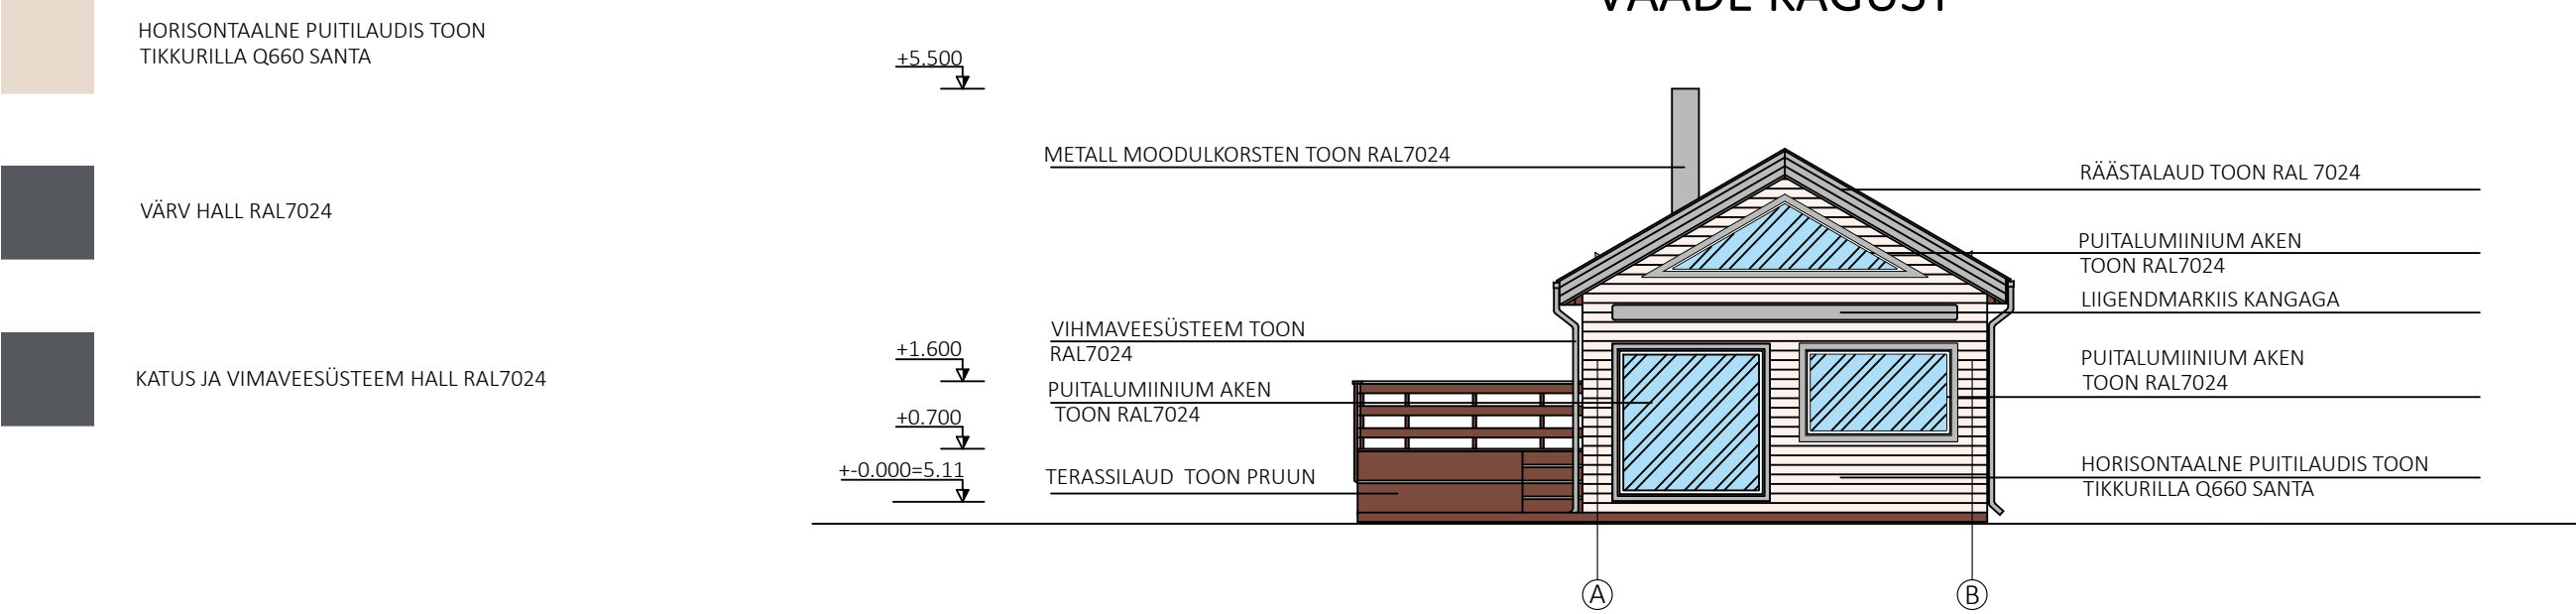 VAADE KAGUST
HORISONTAALNE PUITILAUDIS TOON
TIKKURILLA Q660 SANTA
VÄRV HALL RAL7024
KATUS JA VIMAVEESÜSTEEM HALL RAL7024
+5.500
+1.600
+0.700
+-0.000=5.11
METALL MOODULKORSTEN TOON RAL7024
VIHMAVEESÜSTEEM TOON
RAL7024
PUITALUMIINIUM AKEN
TOON RAL7024
TERASSILAUD TOON PRUUN
RÄÄSTALAUD TOON RAL 7024
PUITALUMIINIUM AKEN
TOON RAL7024
LIIGENDMARKIIS KANGAGA
PUITALUMIINIUM AKEN
TOON RAL7024
HORISONTAALNE PUITILAUDIS TOON
TIKKURILLA Q660 SANTA
A
B